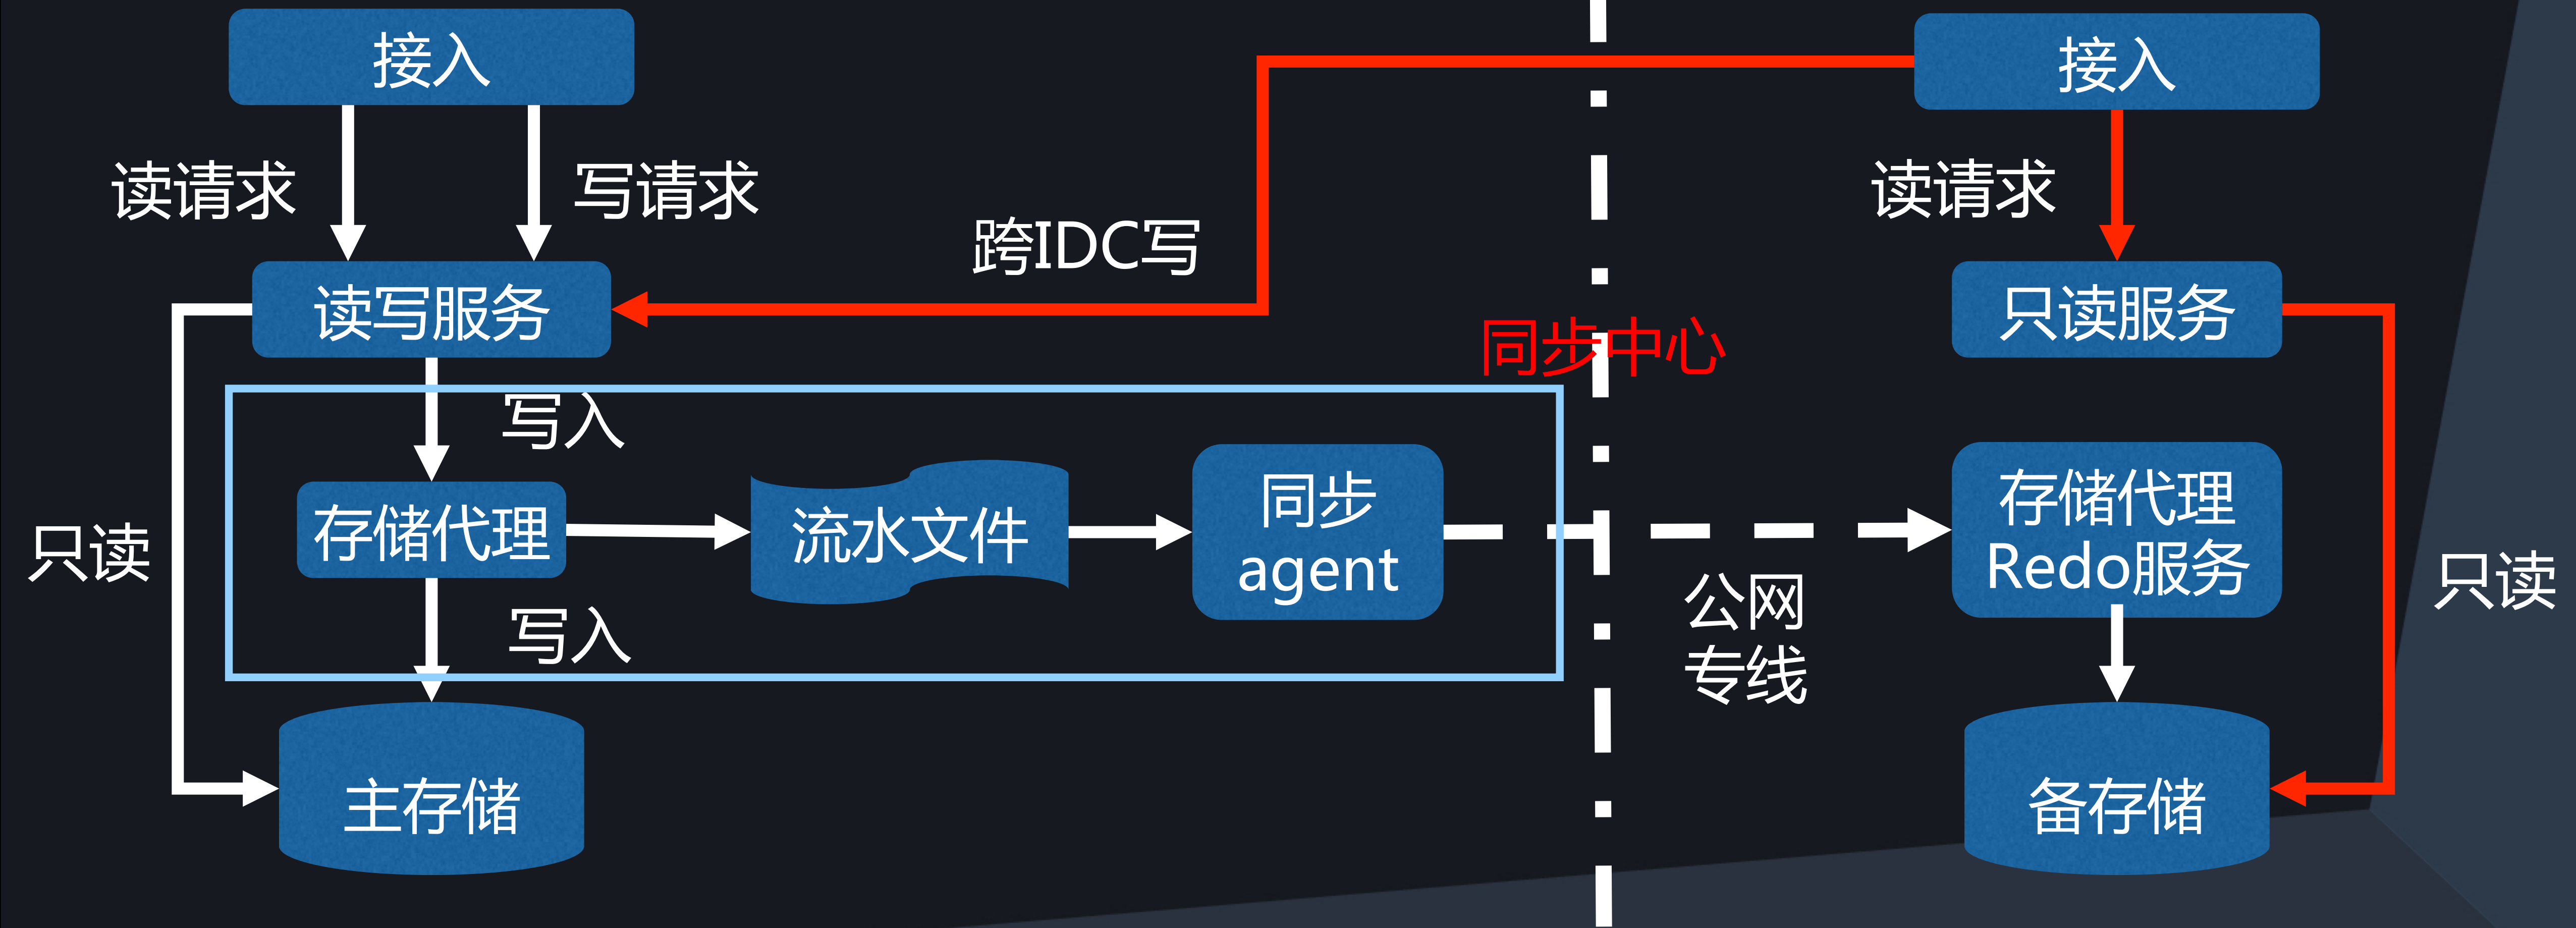 接入
接入
读请求
写请求
读请求
跨IDC写
读写服务
只读服务
同步中心
写入
存储代理
流水文件
同步
agent
存储代理
Redo服务
只读
只读
公网
专线
写入
主存储
备存储